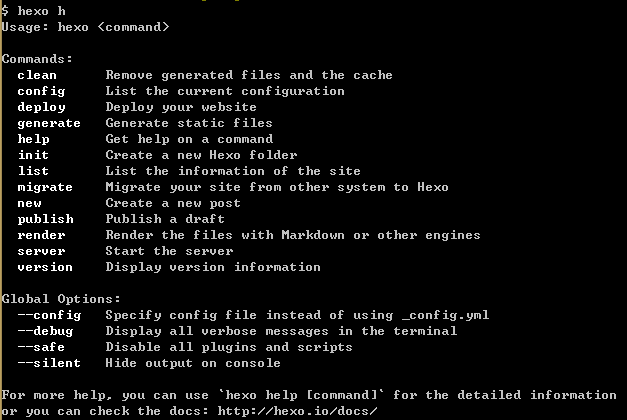 $ hexo h
Usage: hexo <command>
Commands:
clean Remove generated files and the cache
config List the current configuration
deploy Deploy your website
generate Generate static files
help Get help on a command
init Create a new Hexo folder
list List the information of the site
migrate Migrate your site from other system to Hexo
new Create a new post
publish Publish a draft
render Render the files with Markdown or other engines
server Start the server
version Display version information
Global Options:
--config Specify config file instead of using _config.yml
--debug Display all verbose messages in the terminal
--safe Disable all plugins and scripts
--silent Hide output on console
For more help, you can use `hexo help [command]` for the detailed information
or you can check the docs: http://hexo.io/docs/